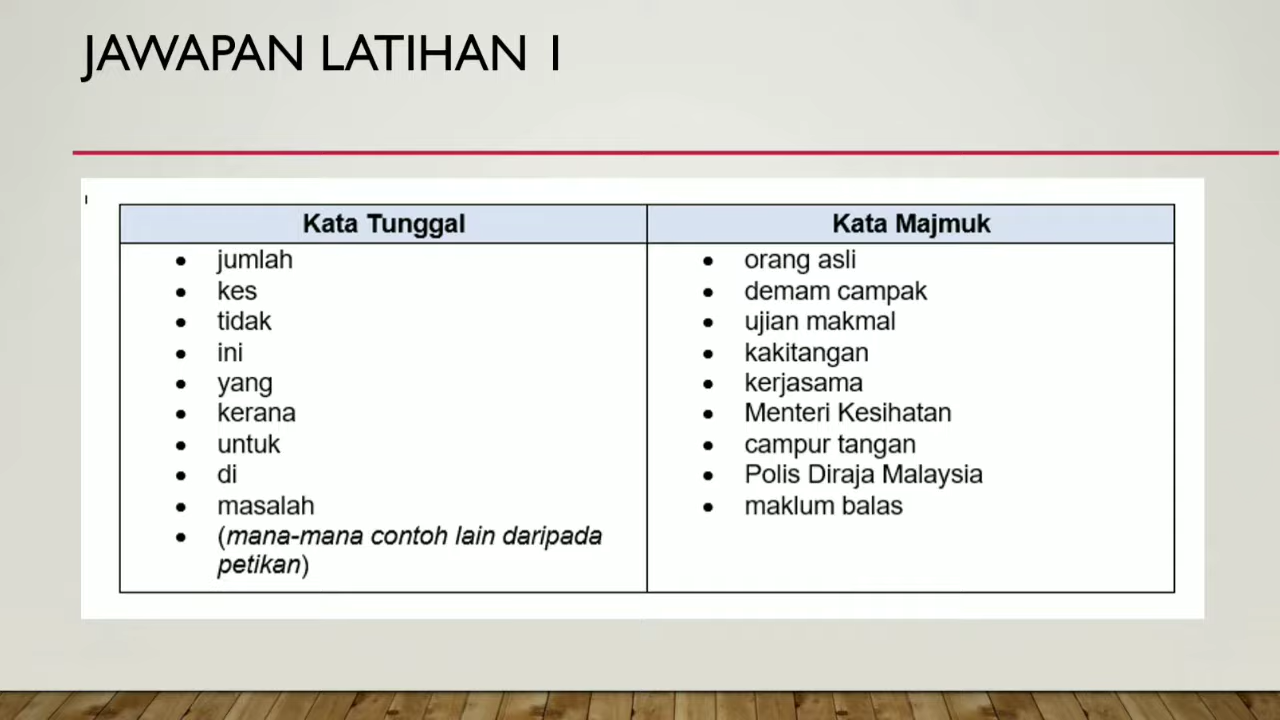 JAWAPAN LATIHAN 1
Kata Tunggal
Kata Majmuk
• jumlah
• kes
• tidak
• ini
• yang
• kerana
• untuk
• di
• masalah
• (mana-mana contoh lain daripada
petikan)
• orang asli
• demam campak
• ujian makmal
• kakitangan
• kerjasama
• Menteri Kesihatan
• campur tangan
• Polis Diraja Malaysia
• maklum balas